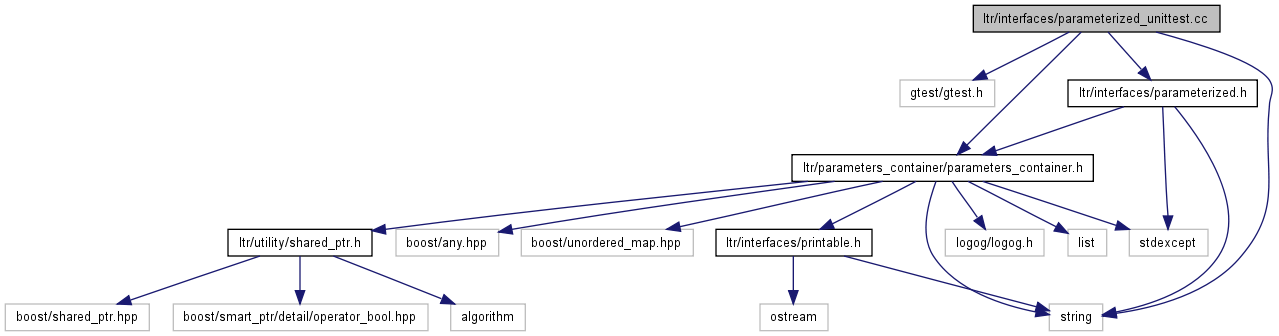 ltr/interfaces/parameterized_unittest.cc
gtest/gtest.h
ltr/interfaces/parameterized.h
ltr/parameters_container/parameters_container.h
ltr/utility/shared_ptr.h
boost/any.hpp
boost/unordered_map.hpp
ltr/interfaces/printable.h
logog/logog.h
list
stdexcept
boost/shared_ptr.hpp
boost/smart_ptr/detail/operator_bool.hpp
algorithm
ostream
string